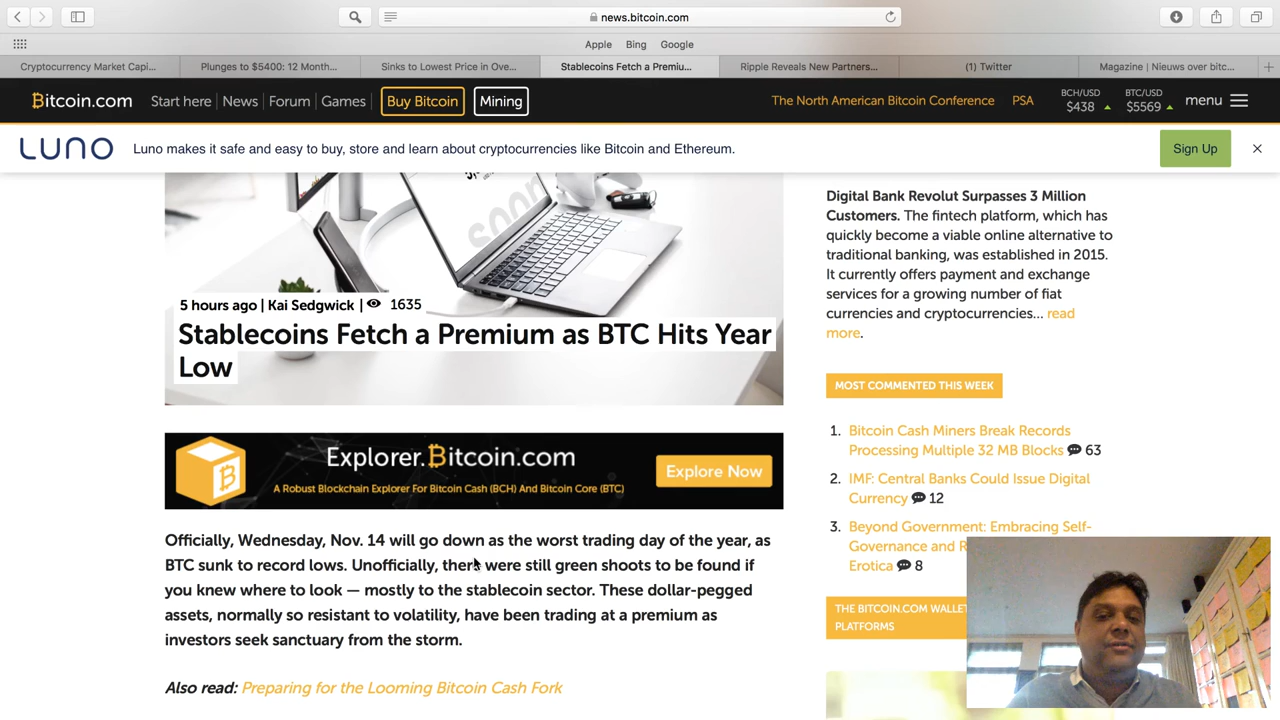 news.bitcoin.com
Apple Bing Google
Cryptocurrency Market Capi...
Plunges to $5400: 12 Month...
Sinks to Lowest Price in Ove...
Stablecoins Fetch a Premiu...
Ripple Reveals New Partners...
(1) Twitter
Magazine | Nieuws over bitc...
Bitcoin.com Start here News Forum Games Buy Bitcoin Mining
The North American Bitcoin Conference PSA
BCH/USD
$438
BTC/USD
$5569
menu
LUNO Luno makes it safe and easy to buy, store and learn about cryptocurrencies like Bitcoin and Ethereum. Sign Up
soon
5 hours ago | Kai Sedgwick | 1635
Stablecoins Fetch a Premium as BTC Hits Year
Low
Explorer.Bitcoin.com
A Robust Blockchain Explorer For Bitcoin Cash (BCH) And Bitcoin Core (BTC)
Explore Now
Officially, Wednesday, Nov. 14 will go down as the worst trading day of the year, as
BTC sunk to record lows. Unofficially, there were still green shoots to be found if
you knew where to look — mostly to the stablecoin sector. These dollar-pegged
assets, normally so resistant to volatility, have been trading at a premium as
investors seek sanctuary from the storm.
Also read: Preparing for the Looming Bitcoin Cash Fork
Digital Bank Revolut Surpasses 3 Million
Customers. The fintech platform, which has
quickly become a viable online alternative to
traditional banking, was established in 2015.
It currently offers payment and exchange
services for a growing number of fiat
currencies and cryptocurrencies... read
more.
MOST COMMENTED THIS WEEK
1. Bitcoin Cash Miners Break Records
Processing Multiple 32 MB Blocks 63
2. IMF: Central Banks Could Issue Digital
Currency 12
3. Beyond Government: Embracing Self-
Governance and R
Erotica 8
THE BITCOIN.COM WALLE
PLATFORMS